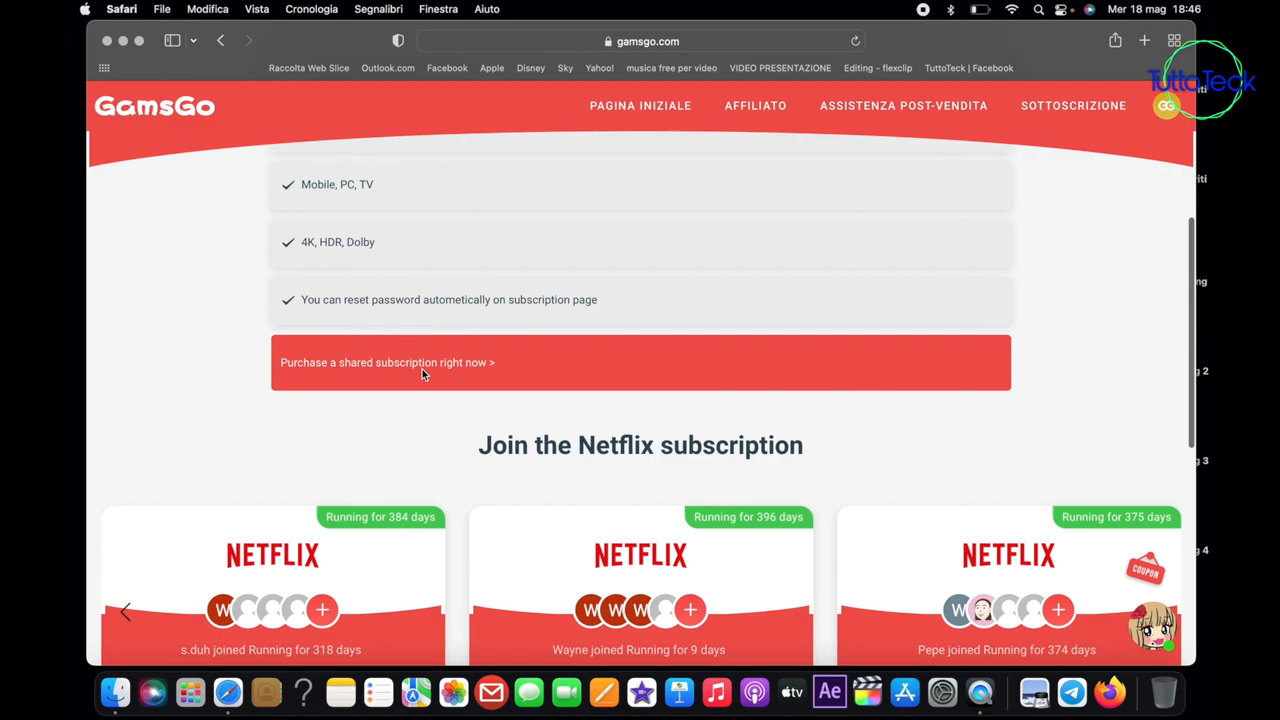 Safari File Modifica Vista Cronologia Segnalibri Finestra Aiuto Mer 18 mag 18:46
gamsgo.com
Raccolta Web Slice Outlook.com Facebook Apple Disney Sky Yahoo! musica free per video VIDEO PRESENTAZIONE Editing - flexclip TuttoTeck | Facebook
TuttoTeck
GamsGo PAGINA INIZIALE AFFILIATO ASSISTENZA POST-VENDITA SOTTOSCRIZIONE GG
Mobile, PC, TV
4K, HDR, Dolby
You can reset password automatically on subscription page
Purchase a shared subscription right now >
Join the Netflix subscription
Running for 384 days Running for 396 days Running for 375 days
NETFLIX NETFLIX NETFLIX
COUPON
W W W W W
s.duh joined Running for 318 days Wayne joined Running for 9 days Pepe joined Running for 374 days
tv Ae